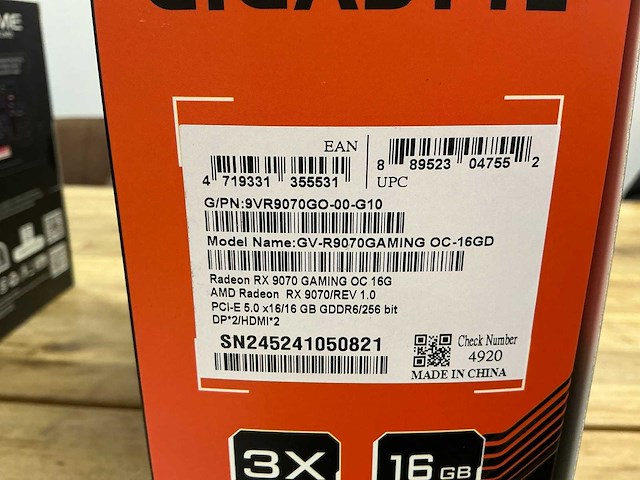 GIGABYTE
EAN
4 719331 355531
8 89523 04755 2
UPC
G/PN:9VR9070GO-00-G10
Model Name:GV-R9070GAMING OC-16GD
Radeon RX 9070 GAMING OC 16G
AMD Radeon RX 9070/REV 1.0
PCI-E 5.0 x16/16 GB GDDR6/256 bit
DP*2/HDMI*2
SN245241050821
Check Number
4920
MADE IN CHINA
3X
16 GB